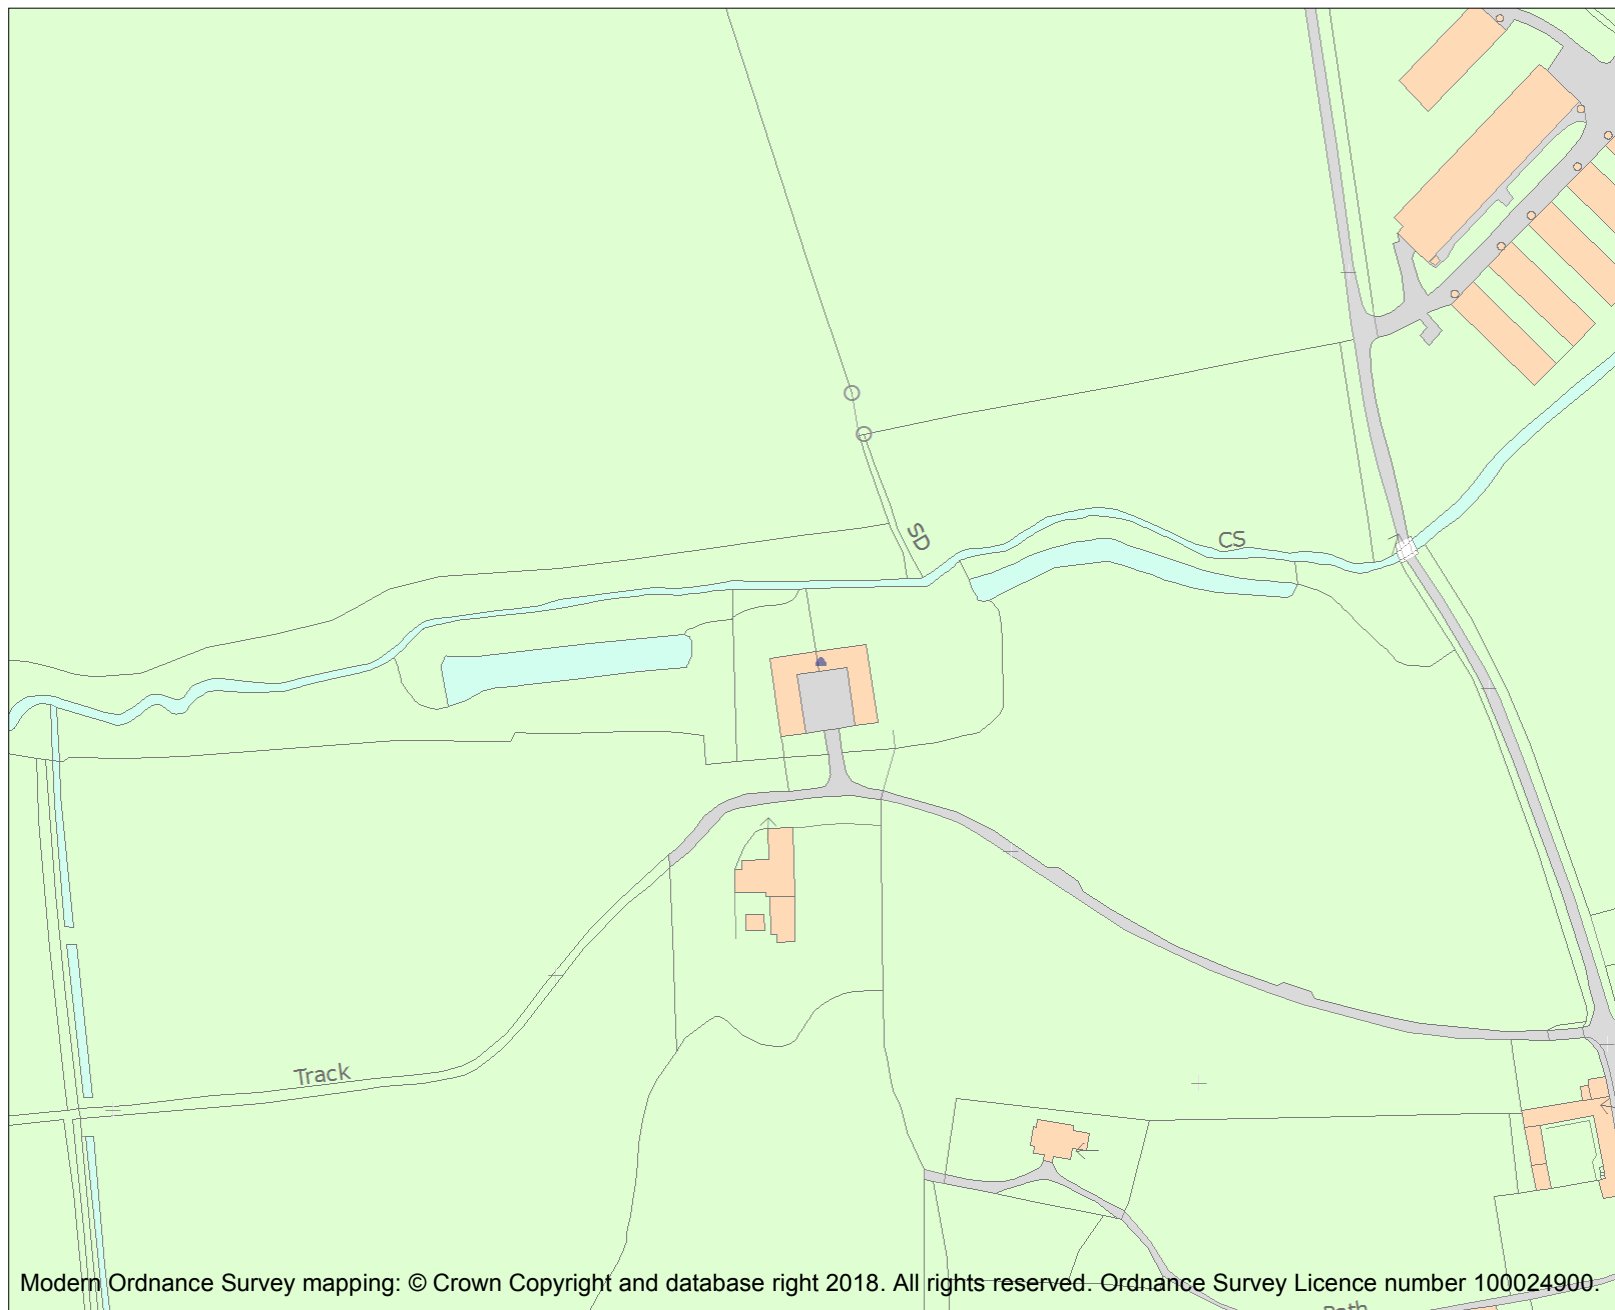 SD
CS
Track
Modern Ordnance Survey mapping: © Crown Copyright and database right 2018. All rights reserved. Ordnance Survey Licence number 100024900.
Path